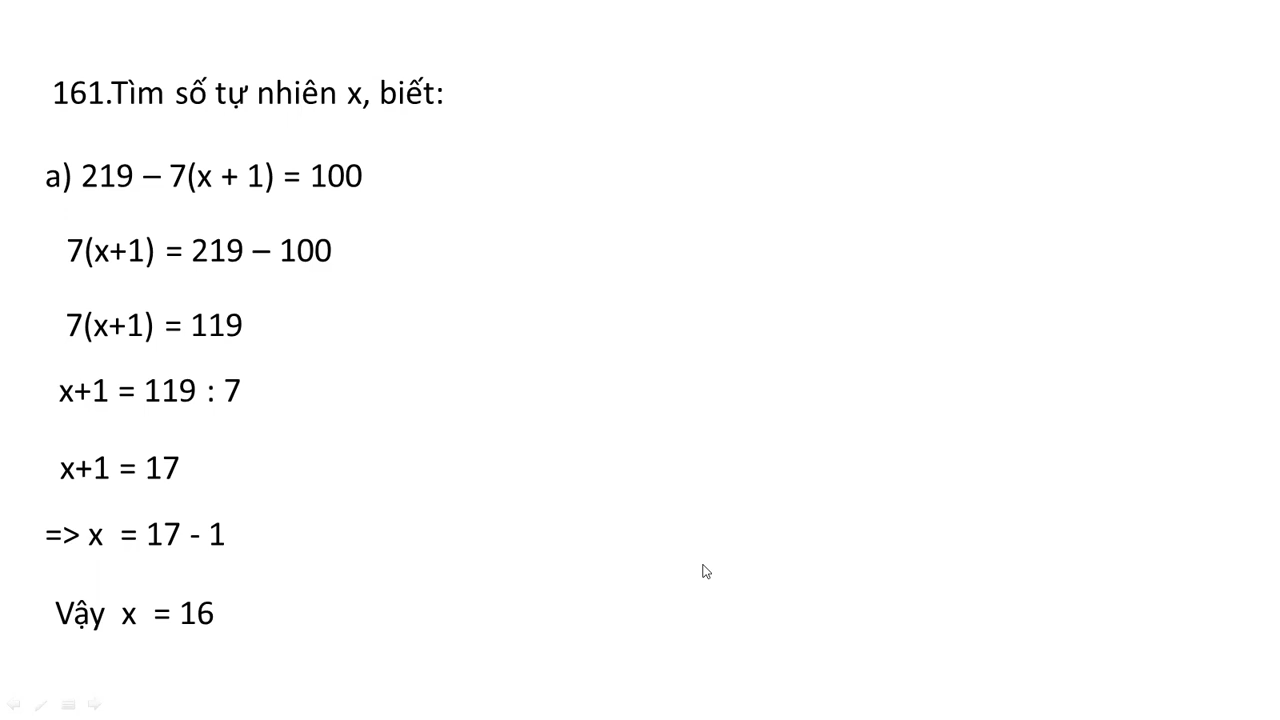 161.Tìm số tự nhiên x, biết:
a) 219 – 7(x + 1) = 100
7(x+1) = 219 – 100
7(x+1) = 119
x+1 = 119 : 7
x+1 = 17
=> x = 17 - 1
Vậy x = 16